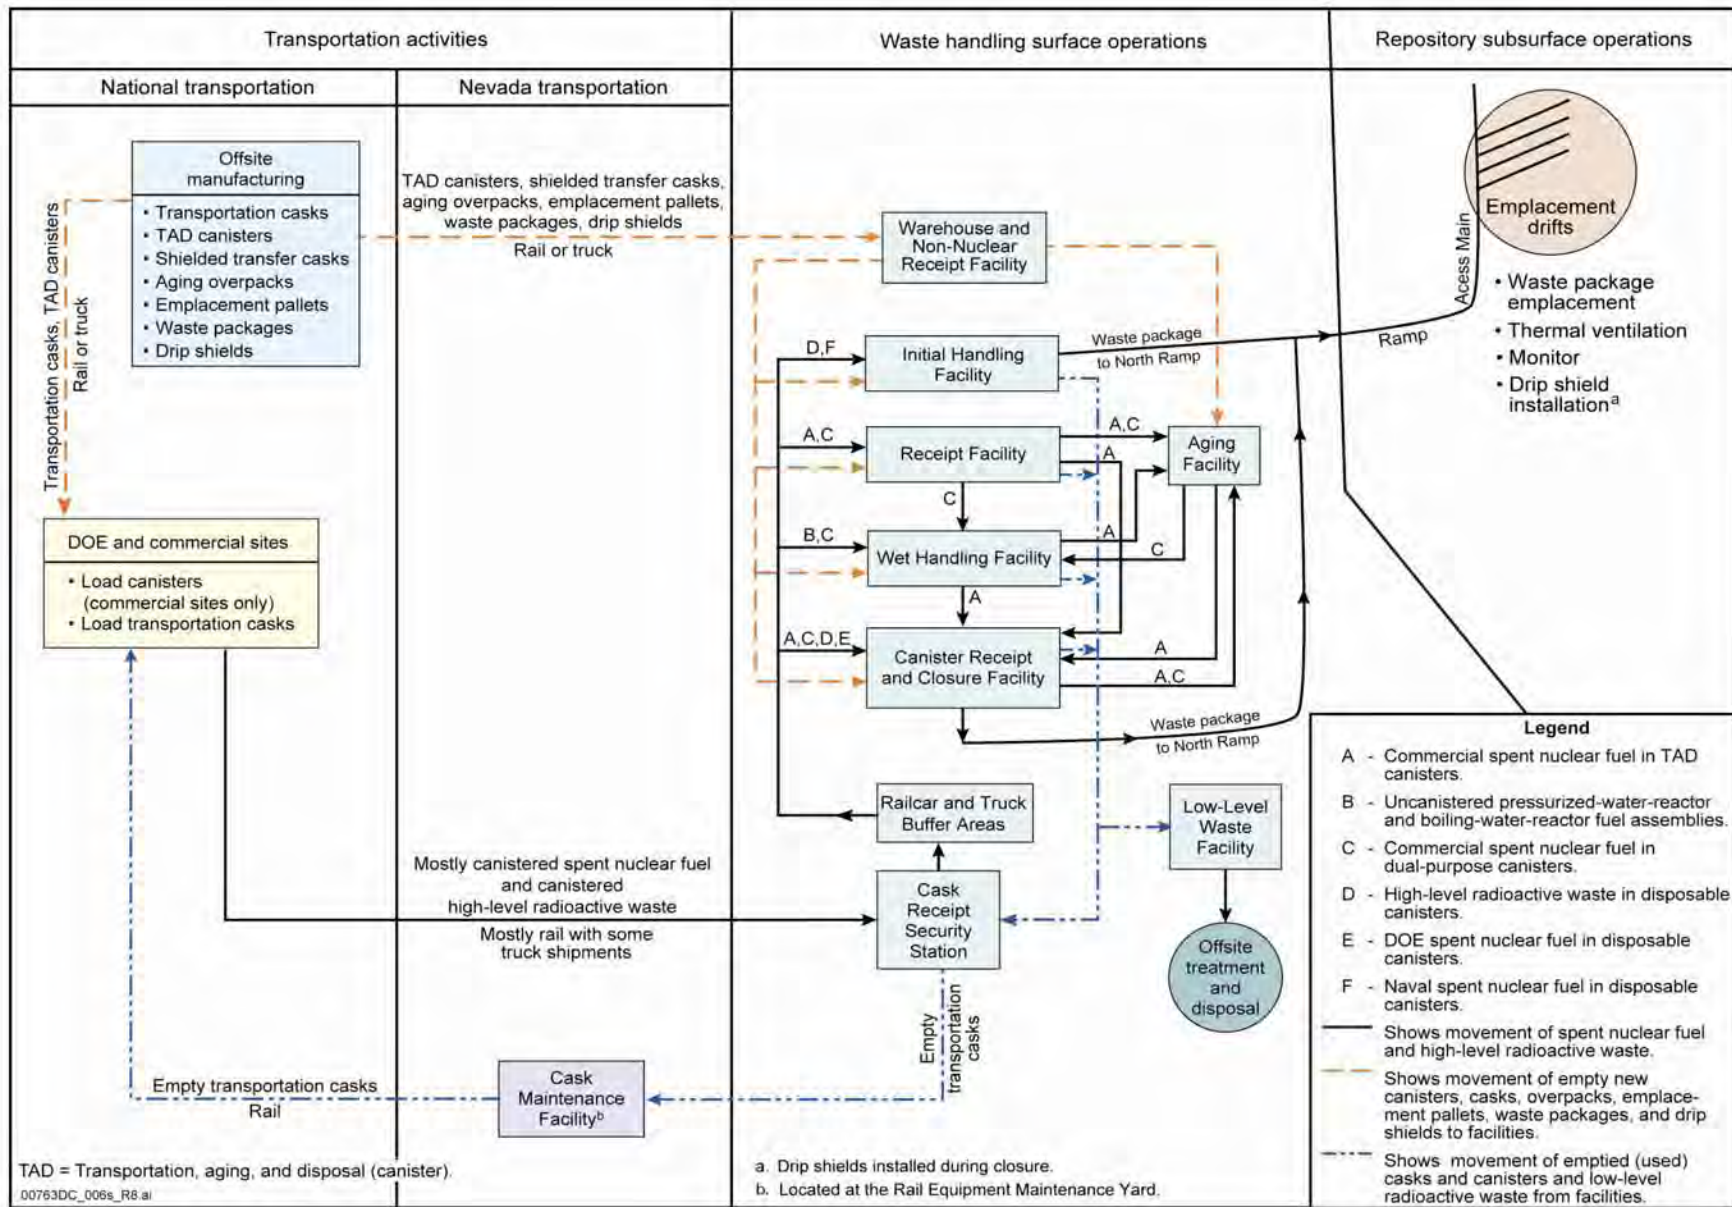 Transportation activities
Waste handling surface operations
Repository subsurface operations
National transportation
Nevada transportation
Offsite
manufacturing
• Transportation casks
• TAD canisters
• Shielded transfer casks
• Aging overpacks
• Emplacement pallets
• Waste packages
• Drip shields
Transportation casks, TAD canisters
Rail or truck
TAD canisters, shielded transfer casks,
aging overpacks, emplacement pallets,
waste packages, drip shields
Rail or truck
DOE and commercial sites
• Load canisters
(commercial sites only)
• Load transportation casks
Mostly canistered spent nuclear fuel
and canistered
high-level radioactive waste
Mostly rail with some
truck shipments
Empty transportation casks
Rail
Cask
Maintenance
Facilityb
Warehouse and
Non-Nuclear
Receipt Facility
D,F
Initial Handling
Facility
Waste package
to North Ramp
A,C
Receipt Facility
A,C
A
Aging
Facility
C
B,C
Wet Handling Facility
A
C
A
A,C,D,E
Canister Receipt
and Closure Facility
A
A,C
Waste package
to North Ramp
Railcar and Truck
Buffer Areas
Low-Level
Waste
Facility
Cask
Receipt
Security
Station
Offsite
treatment
and
disposal
Empty
transportation
casks
Acess Main
Ramp
Emplacement
drifts
• Waste package
emplacement
• Thermal ventilation
• Monitor
• Drip shield
installationa
Legend
A - Commercial spent nuclear fuel in TAD
canisters.
B - Uncanistered pressurized-water-reactor
and boiling-water-reactor fuel assemblies.
C - Commercial spent nuclear fuel in
dual-purpose canisters.
D - High-level radioactive waste in disposable
canisters.
E - DOE spent nuclear fuel in disposable
canisters.
F - Naval spent nuclear fuel in disposable
canisters.
Shows movement of spent nuclear fuel
and high-level radioactive waste.
Shows movement of empty new
canisters, casks, overpacks, emplace-
ment pallets, waste packages, and drip
shields to facilities.
Shows movement of emptied (used)
casks and canisters and low-level
radioactive waste from facilities.
TAD = Transportation, aging, and disposal (canister).
00763DC_006s_R8.ai
a. Drip shields installed during closure.
b. Located at the Rail Equipment Maintenance Yard.